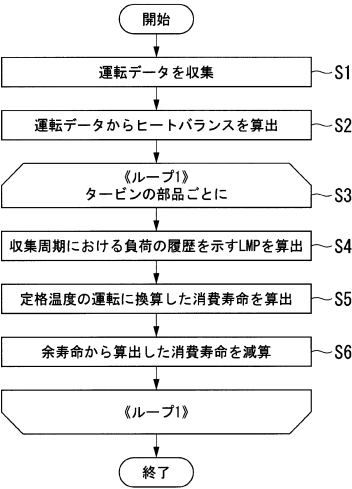 開始
運転データを収集
S1
運転データからヒートバランスを算出
S2
《ループ1》
タービンの部品ごとに
S3
収集周期における負荷の履歴を示すLMPを算出
S4
定格温度の運転に換算した消費寿命を算出
S5
余寿命から算出した消費寿命を減算
S6
《ループ1》
終了